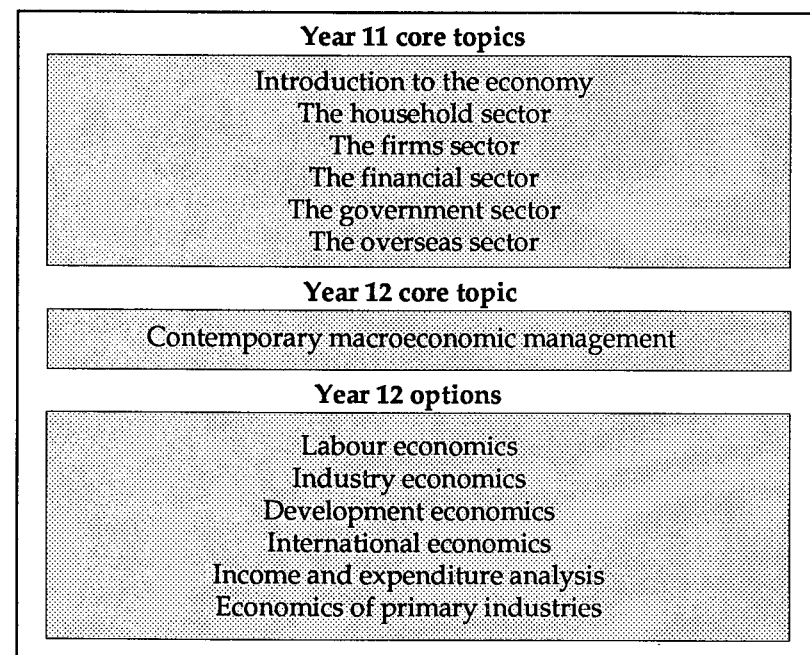 Year 11 core topics
Introduction to the economy
The household sector
The firms sector
The financial sector
The government sector
The overseas sector
Year 12 core topic
Contemporary macroeconomic management
Year 12 options
Labour economics
Industry economics
Development economics
International economics
Income and expenditure analysis
Economics of primary industries